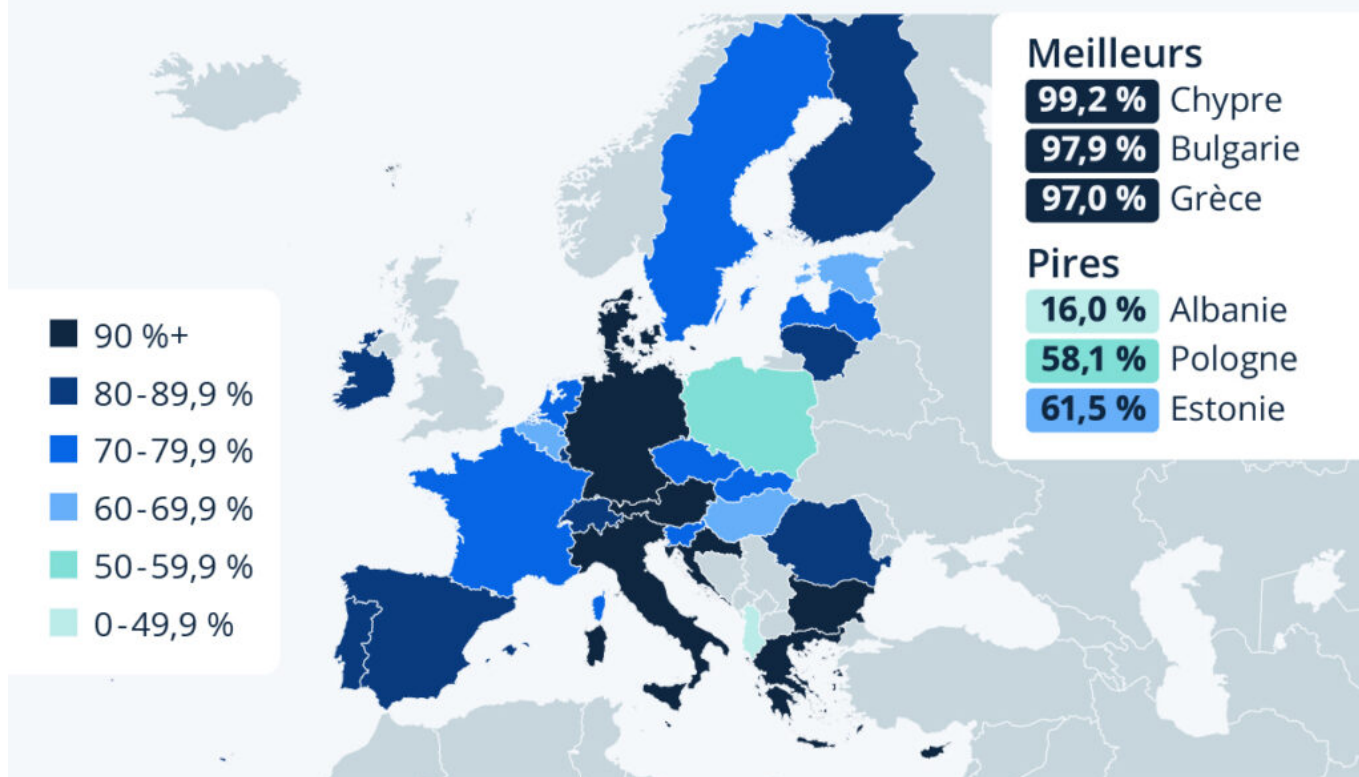 Meilleurs
99,2 % Chypre
97,9 % Bulgarie
97,0 % Grèce
Pires
16,0 % Albanie
58,1 % Pologne
61,5 % Estonie
90 %+
80-89,9 %
70-79,9 %
60-69,9 %
50-59,9 %
0-49,9 %